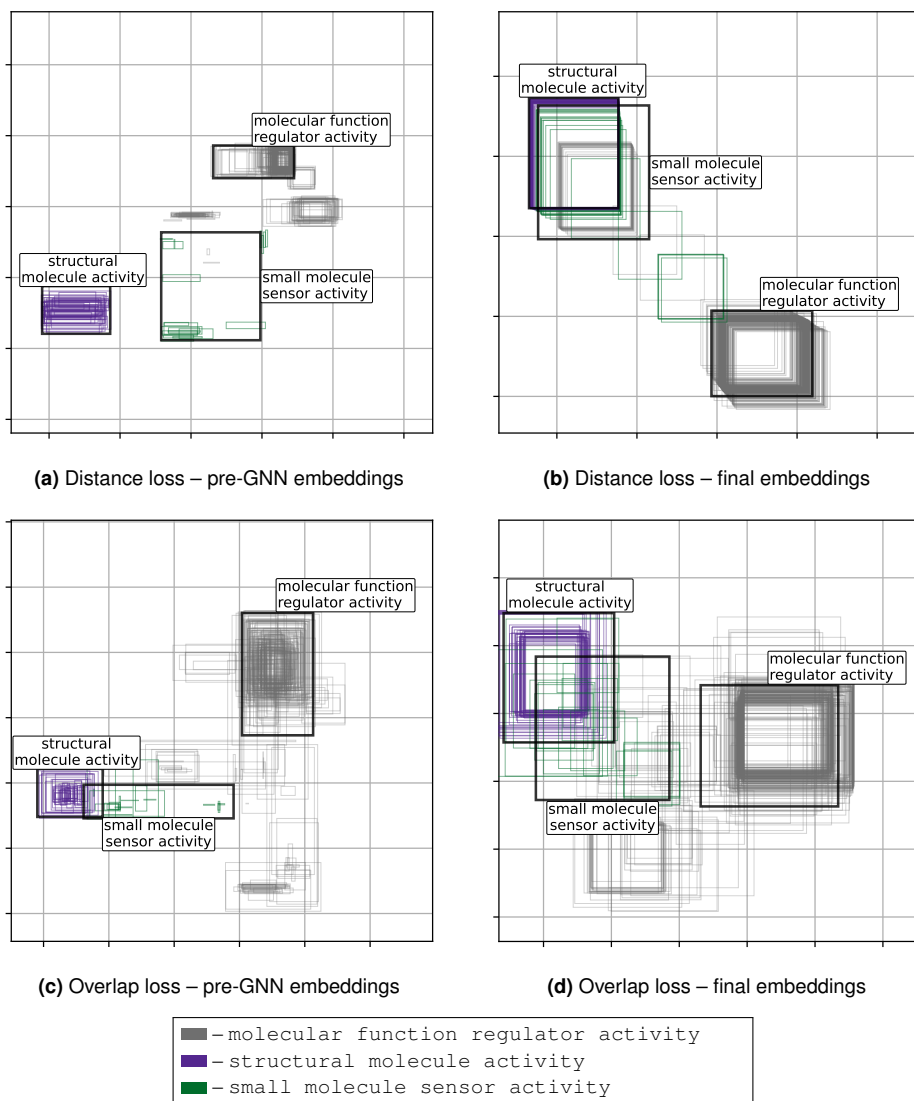 structural
molecule activity
molecular function
regulator activity
small molecule
sensor activity
structural
molecule activity
small molecule
sensor activity
molecular function
regulator activity
(a) Distance loss – pre-GNN embeddings
(b) Distance loss – final embeddings
molecular function
regulator activity
structural
molecule activity
small molecule
sensor activity
structural
molecule activity
molecular function
regulator activity
small molecule
sensor activity
(c) Overlap loss – pre-GNN embeddings
(d) Overlap loss – final embeddings
– molecular function regulator activity
– structural molecule activity
– small molecule sensor activity